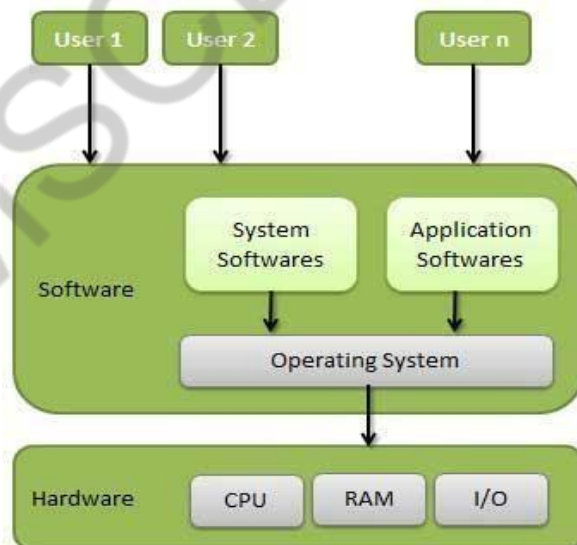 User 1 User 2 User n
System Softwares
Application Softwares
Software
Operating System
Hardware CPU RAM I/O